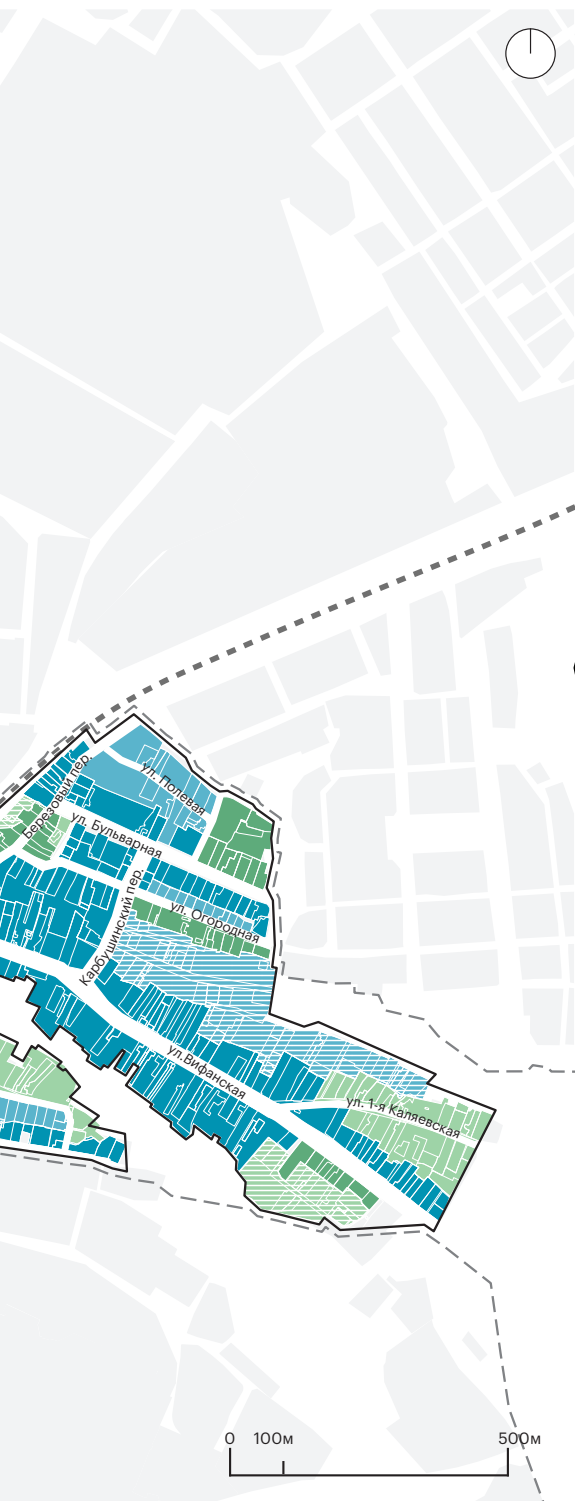 Березовый пер.
ул. Полевая
ул. Бульварная
Карбушинский пер.
ул. Огородная
ул.Вифанская
ул. 1-я Каляевская
0 100м 500м